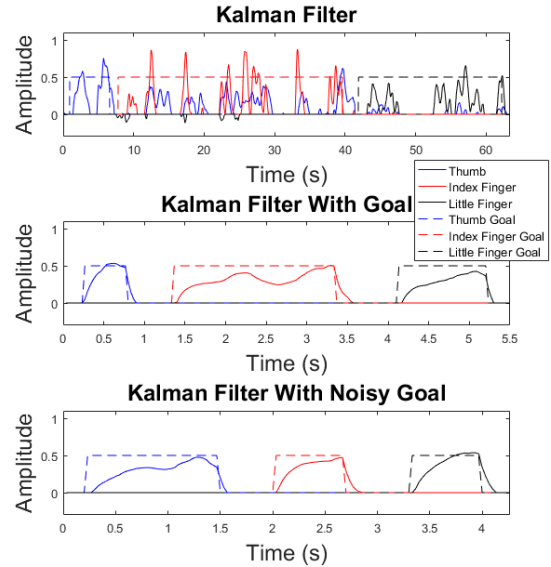 Kalman Filter
Amplitude
1
0.5
0
0 10 20 30 40 50 60
Time (s)
Thumb
Index Finger
Little Finger
Thumb Goal
Index Finger Goal
Little Finger Goal
Kalman Filter With Goal
Amplitude
1
0.5
0
0 0.5 1 1.5 2 2.5 3 3.5 4 4.5 5 5.5
Time (s)
Kalman Filter With Noisy Goal
Amplitude
1
0.5
0
0 0.5 1 1.5 2 2.5 3 3.5 4
Time (s)